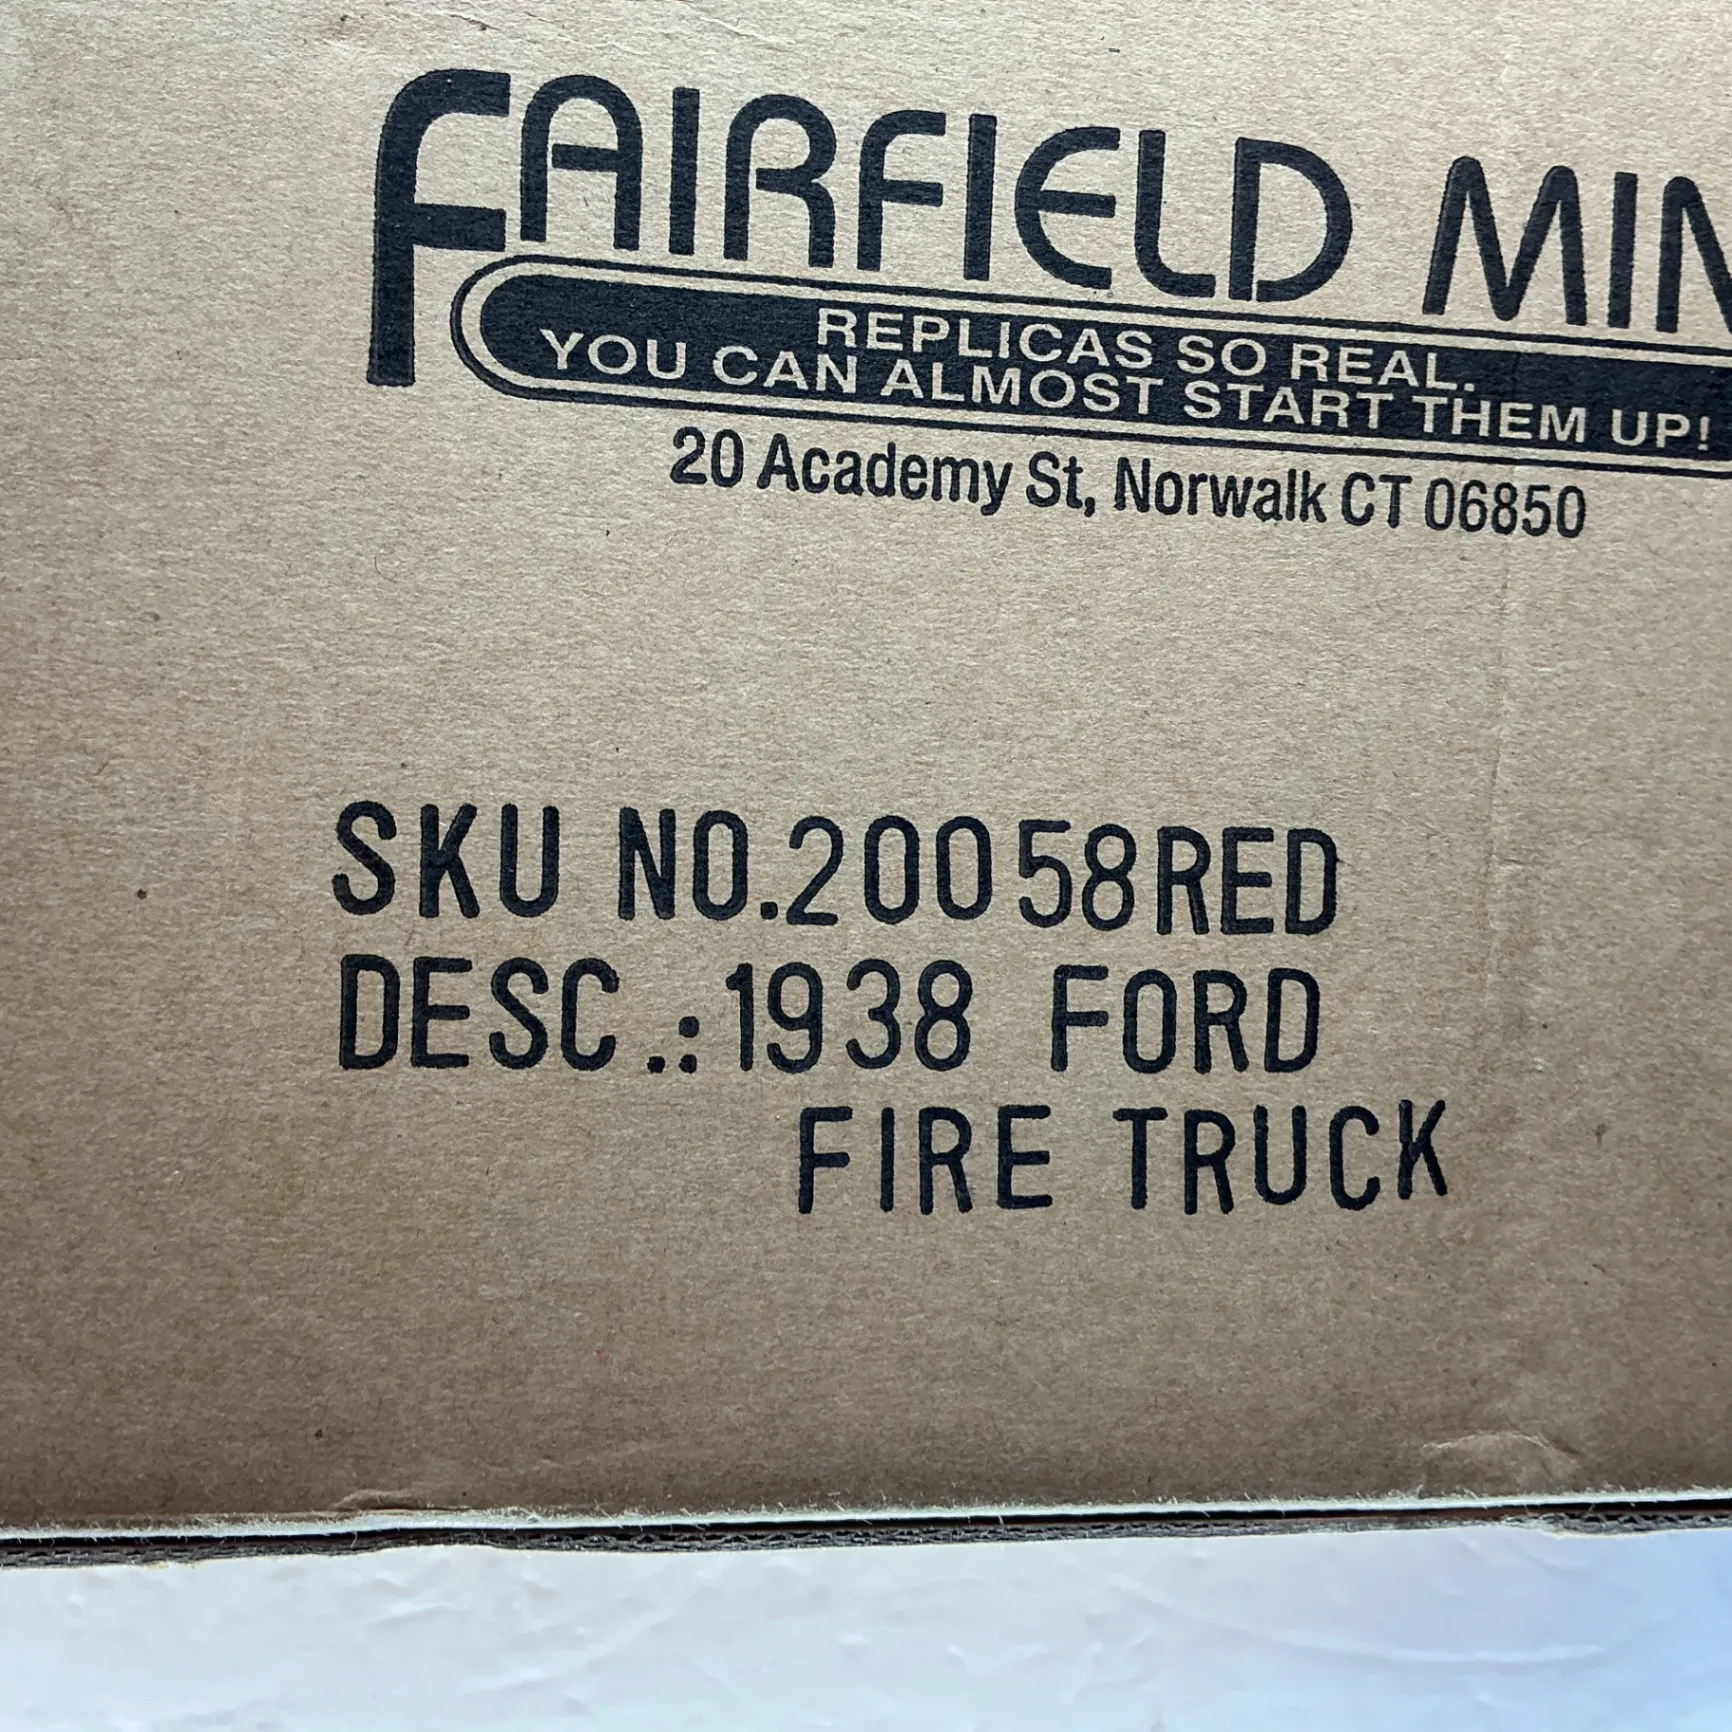 FAIRFIELD MIN
REPLICAS SO REAL.
YOU CAN ALMOST START THEM UP!
20 Academy St, Norwalk CT 06850
SKU NO.20058RED
DESC.:1938 FORD
FIRE TRUCK